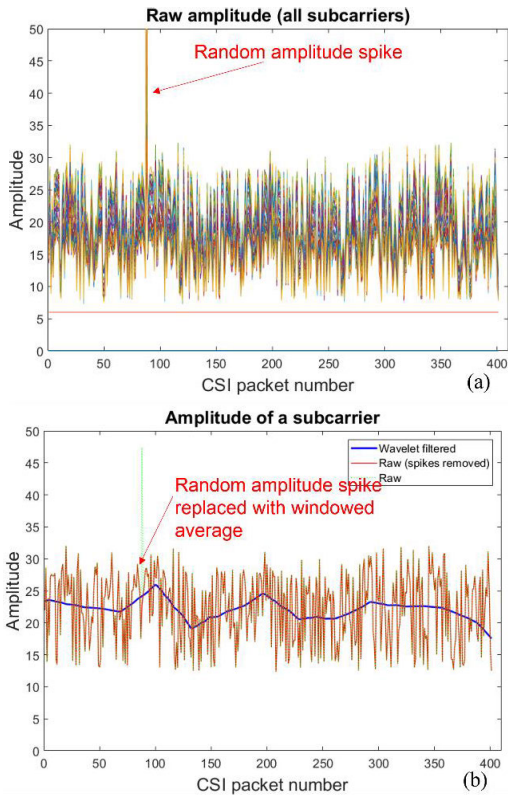 Raw amplitude (all subcarriers)
50
45
40
35
30
25
20
15
10
5
0
Amplitude
Random amplitude spike
0 50 100 150 200 250 300 350 400
CSI packet number
(a)
Amplitude of a subcarrier
50
45
40
35
30
25
20
15
10
5
0
Amplitude
Wavelet filtered
Raw (spikes removed)
Raw
Random amplitude spike
replaced with windowed
average
0 50 100 150 200 250 300 350 400
CSI packet number
(b)